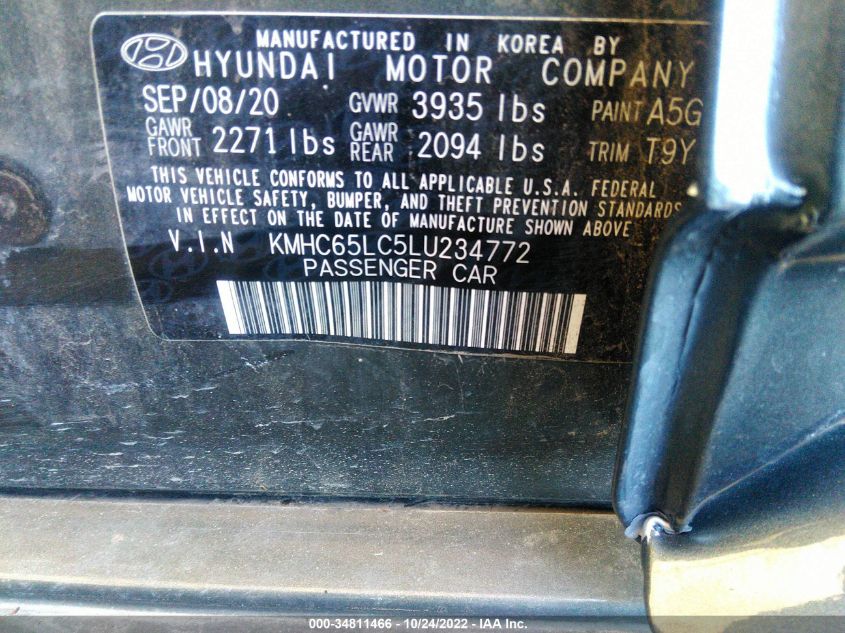 MANUFACTURED IN KOREA BY
HYUNDAI MOTOR COMPANY
SEP/08/20 GVWR 3935 lbs PAINT A5G
GAWR FRONT 2271 lbs GAWR REAR 2094 lbs TRIM T9Y
THIS VEHICLE CONFORMS TO ALL APPLICABLE U.S.A. FEDERAL
MOTOR VEHICLE SAFETY, BUMPER, AND THEFT PREVENTION STANDARDS
IN EFFECT ON THE DATE OF MANUFACTURE SHOWN ABOVE
V.I.N KMHC65LC5LU234772
PASSENGER CAR
000-34811466 - 10/24/2022 - IAA Inc.